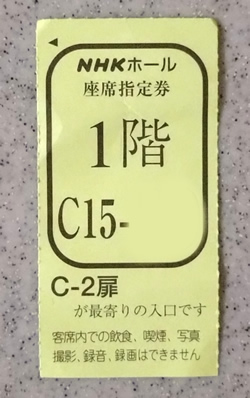 NHKホール
座席指定券
1階
C15-
C-2扉
が最寄りの入口です
客席内での飲食、喫煙、写真
撮影、録音、録画はできません